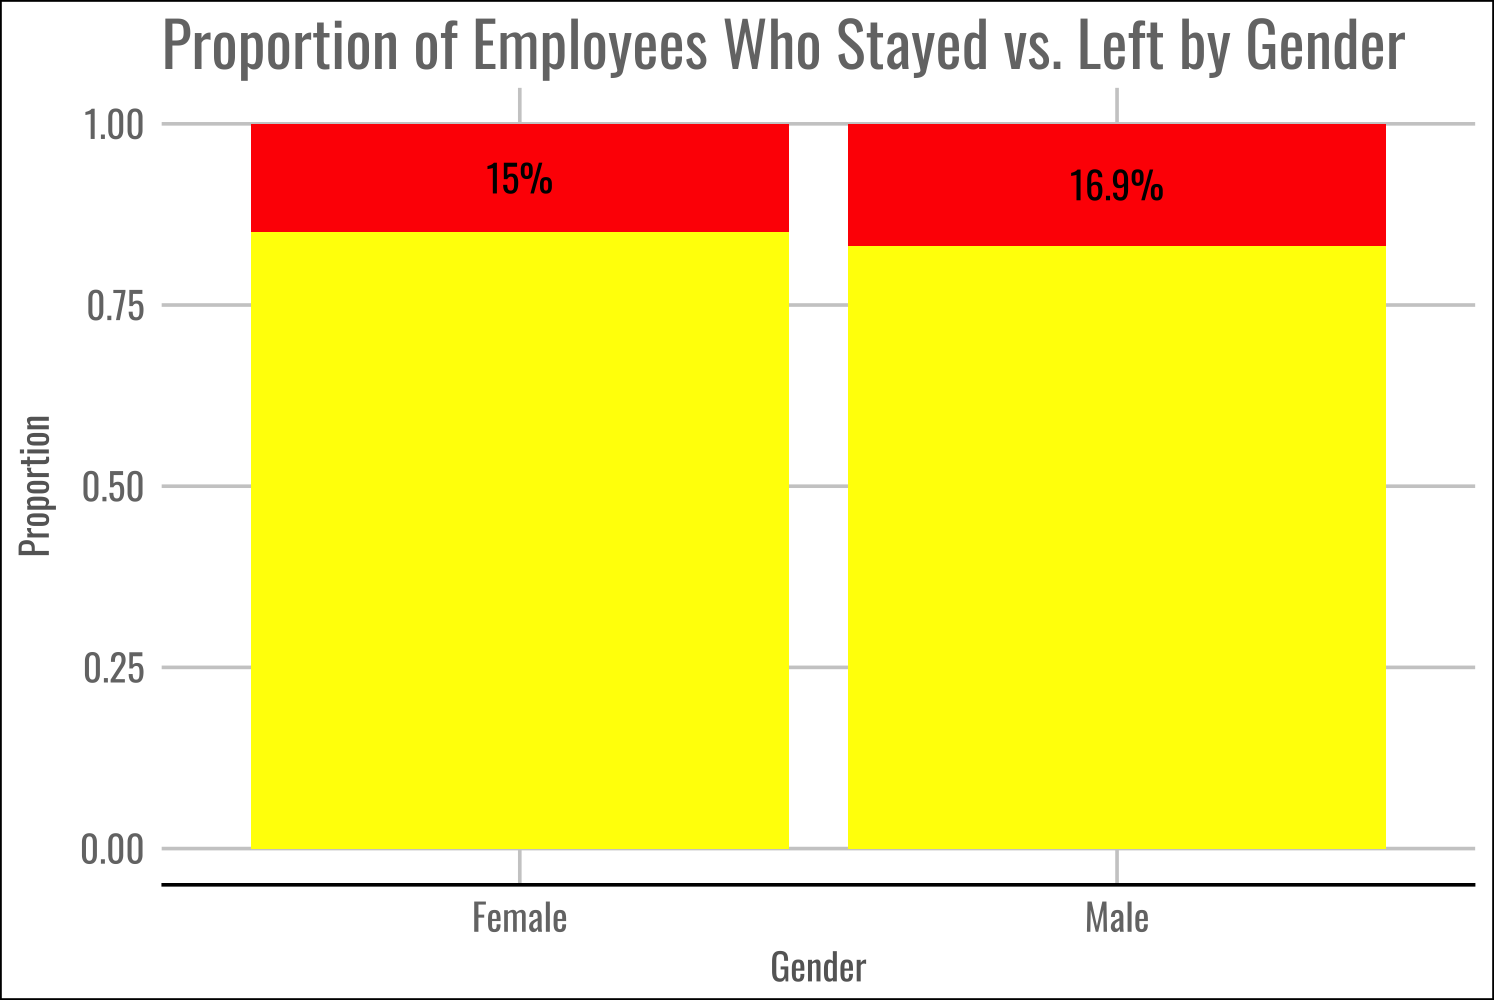 Proportion of Employees Who Stayed vs. Left by Gender
1.00
0.75
0.50
0.25
0.00
Proportion
15%
16.9%
Female
Male
Gender